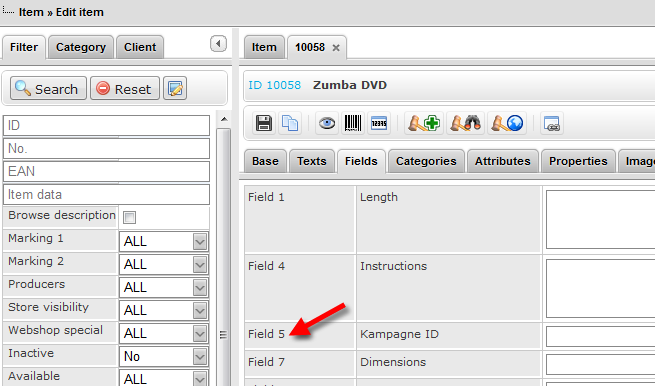 Item » Edit item
Filter Category Client
Search Reset
ID
No.
EAN
Item data
Browse description
Marking 1 ALL
Marking 2 ALL
Producers ALL
Store visibility ALL
Webshop special ALL
Inactive No
Available ALL
Item 10058 ×
ID 10058 Zumba DVD
Base Texts Fields Categories Attributes Properties Imag
Field 1 Length
Field 4 Instructions
Field 5 Kampagne ID
Field 7 Dimensions